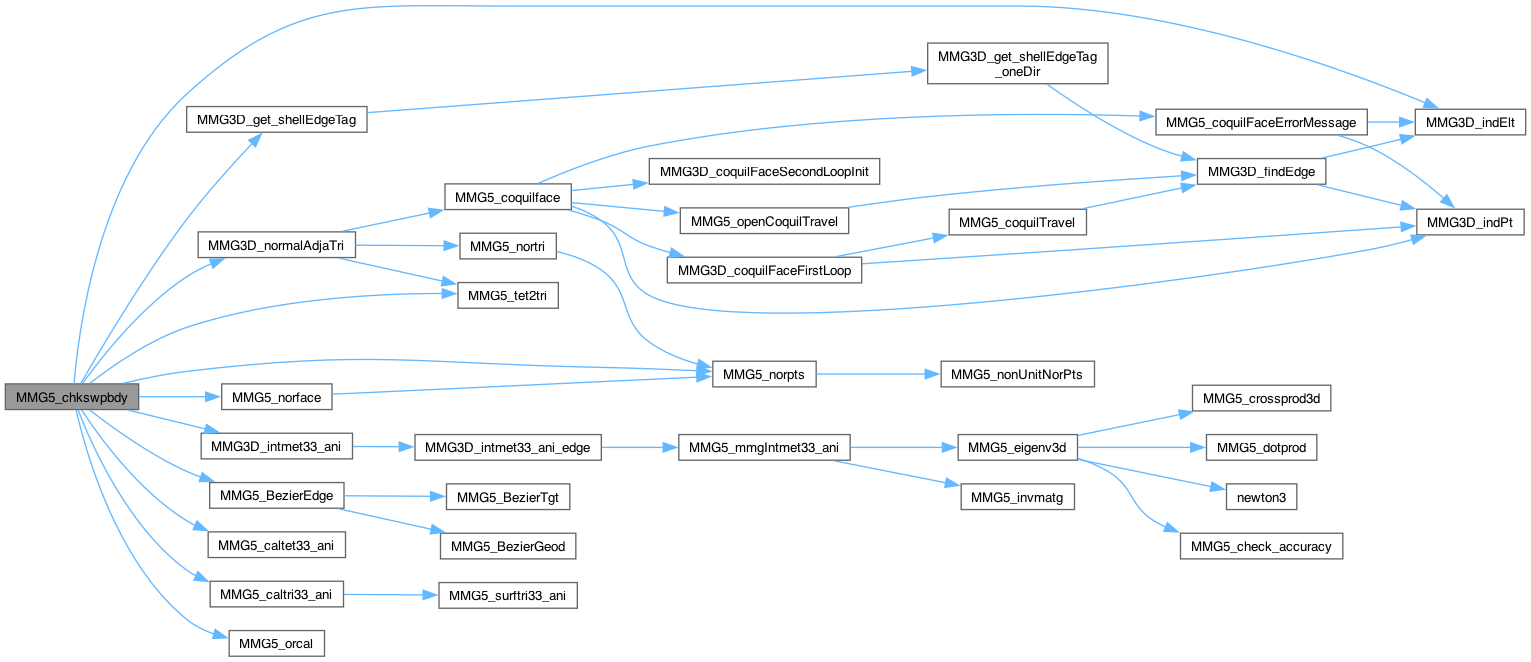 MMG5_chkswpbdy
MMG3D_get_shellEdgeTag
MMG3D_normalAdjaTri
MMG5_norface
MMG3D_intmet33_ani
MMG5_BezierEdge
MMG5_caltet33_ani
MMG5_caltri33_ani
MMG5_orcal
MMG5_coquilface
MMG5_nortri
MMG5_tet2tri
MMG3D_intmet33_ani_edge
MMG5_BezierTgt
MMG5_BezierGeod
MMG5_surftri33_ani
MMG3D_coquilFaceSecondLoopInit
MMG5_openCoquilTravel
MMG3D_coquilFaceFirstLoop
MMG5_norpts
MMG5_mmgIntmet33_ani
MMG3D_get_shellEdgeTag
_oneDir
MMG5_coquilTravel
MMG5_nonUnitNorPts
MMG5_eigenv3d
MMG5_invmatg
MMG5_coquilFaceErrorMessage
MMG3D_findEdge
MMG5_crossprod3d
MMG5_dotprod
newton3
MMG5_check_accuracy
MMG3D_indElt
MMG3D_indPt